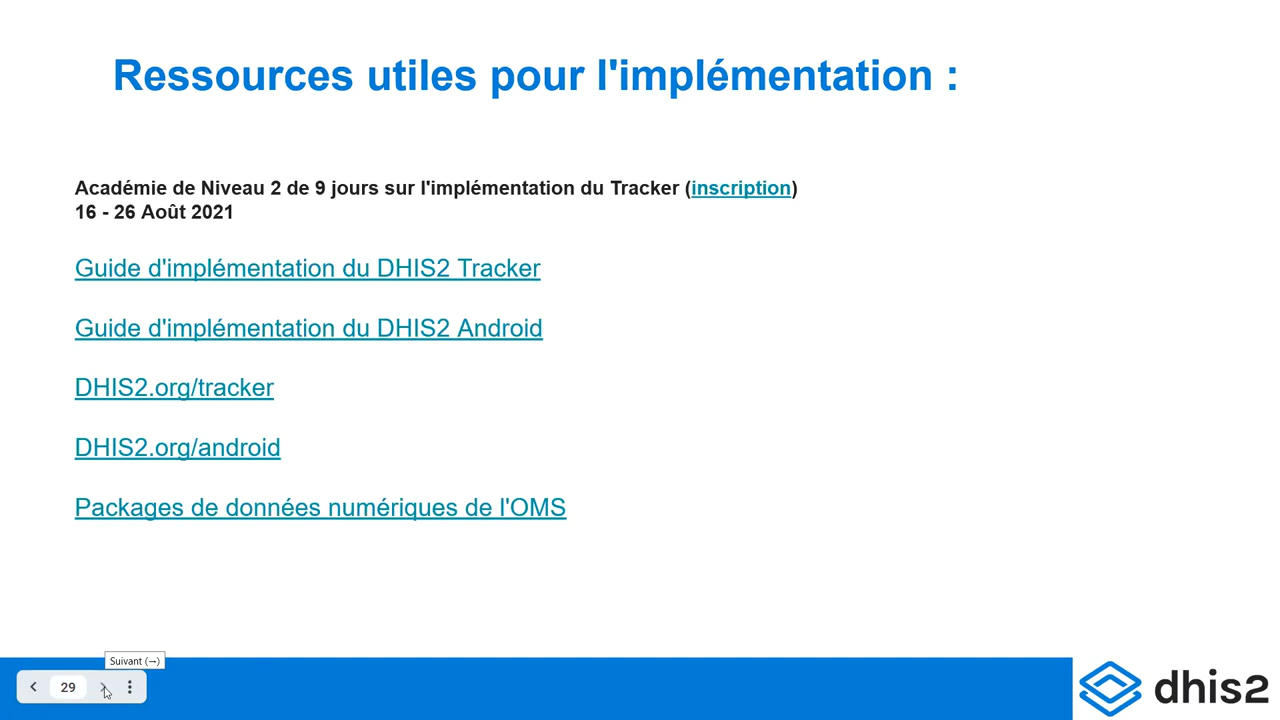 Ressources utiles pour l'implémentation :
Académie de Niveau 2 de 9 jours sur l'implémentation du Tracker (inscription)
16 - 26 Août 2021
Guide d'implémentation du DHIS2 Tracker
Guide d'implémentation du DHIS2 Android
DHIS2.org/tracker
DHIS2.org/android
Packages de données numériques de l'OMS
Suivant (→)
29
dhis2